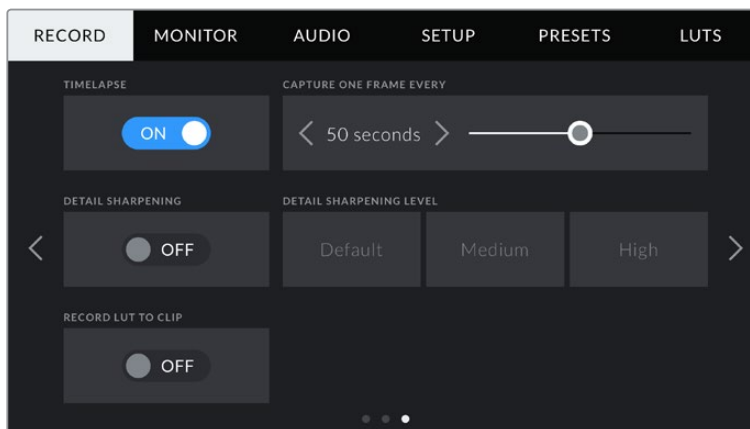 RECORD MONITOR AUDIO SETUP PRESETS LUTS
TIMELAPSE CAPTURE ONE FRAME EVERY
ON 50 seconds
DETAIL SHARPENING DETAIL SHARPENING LEVEL
OFF Default Medium High
RECORD LUT TO CLIP
OFF